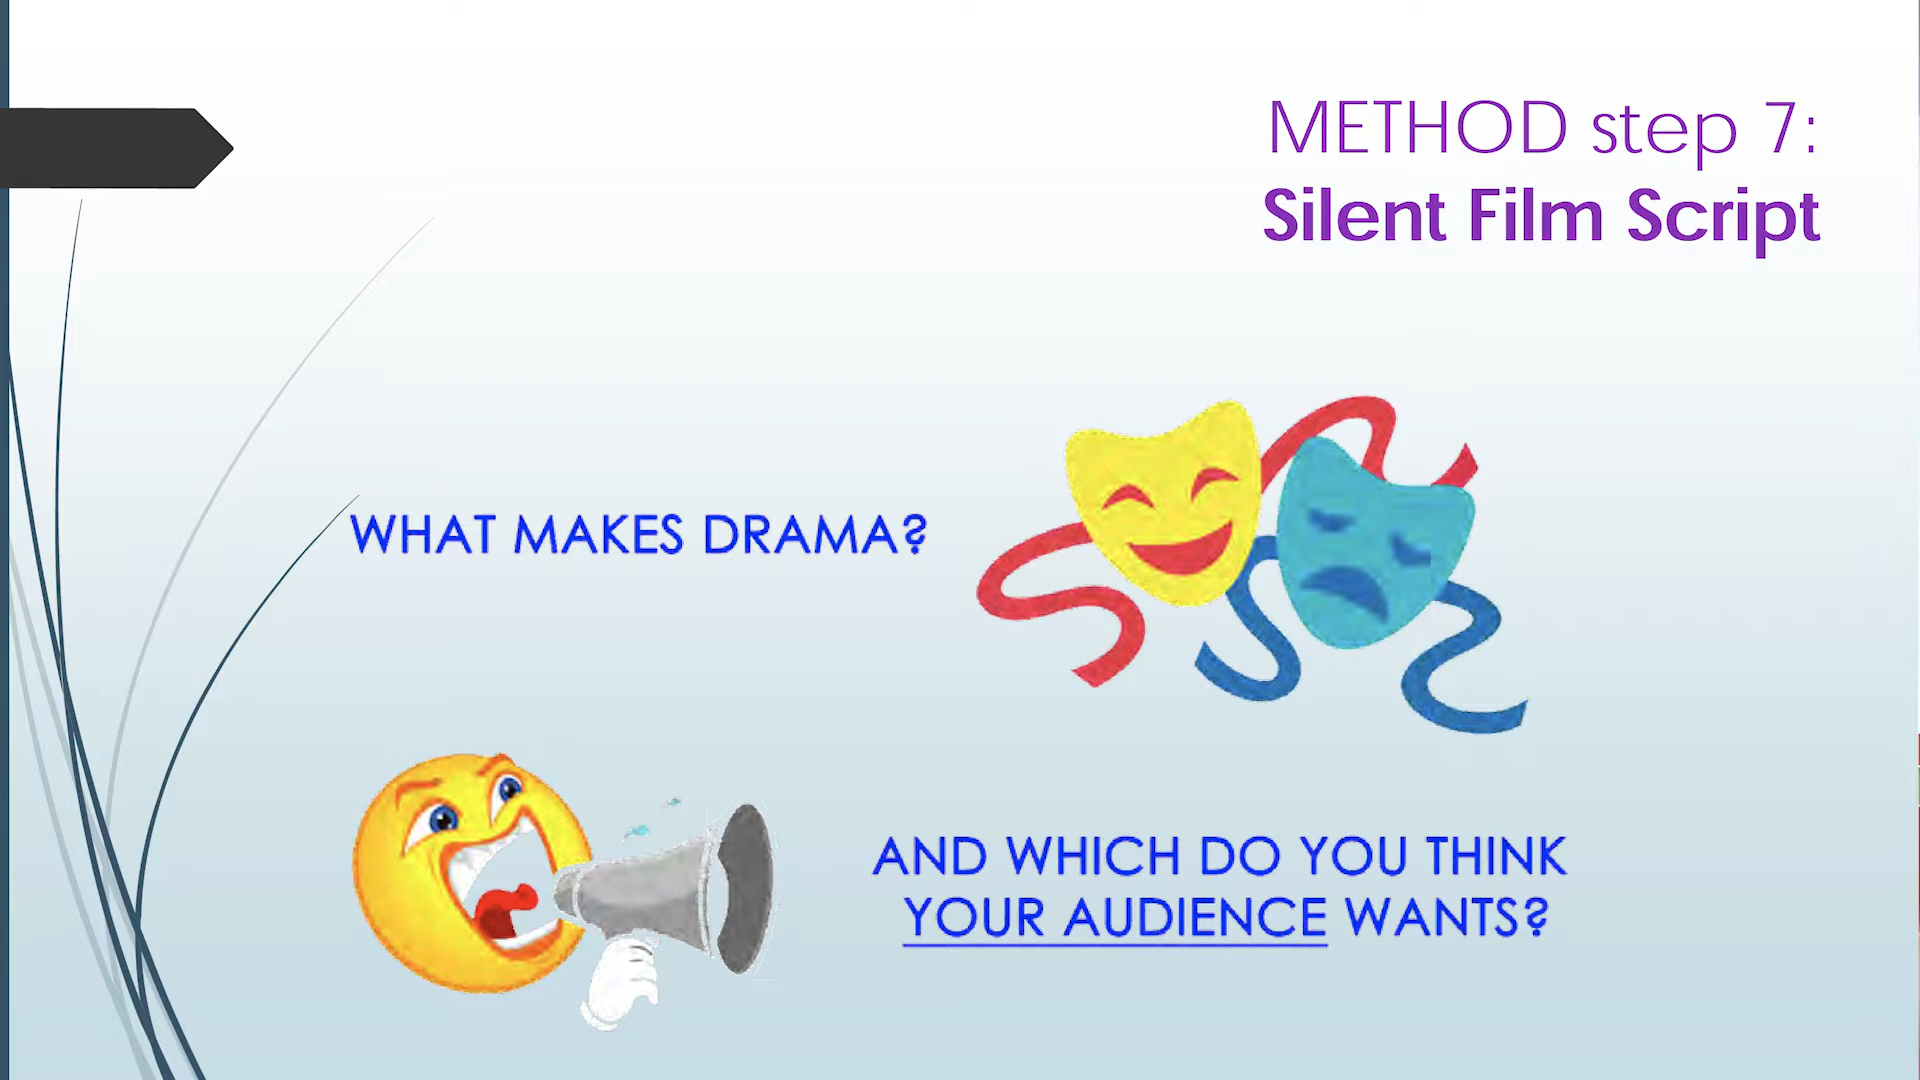 METHOD step 7:
Silent Film Script
WHAT MAKES DRAMA?
AND WHICH DO YOU THINK
YOUR AUDIENCE WANTS?